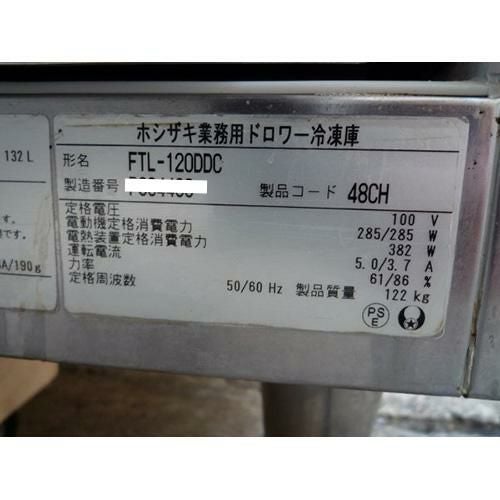 ホシザキ業務用ドロワー冷凍庫
形名 FTL-120DDC
製造番号
製品コード 48CH
定格電圧 100 V
電動機定格消費電力 285/285 W
電熱装置定格消費電力 382 W
運転電流 5.0/3.7 A
力率 61/86 %
定格周波数 50/60 Hz 製品質量 122 kg
PS
E
132 L
す。
です。
A/190g